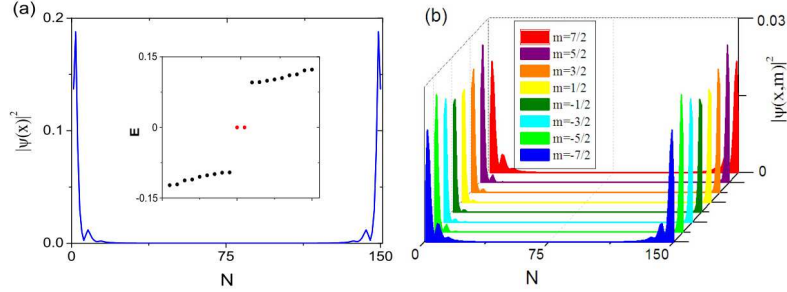 (a)
0.2
0.1
0.0
|ψ(x)|²
0
75
150
N
0.15
0
-0.15
E
(b)
m=7/2
m=5/2
m=3/2
m=1/2
m=-1/2
m=-3/2
m=-5/2
m=-7/2
0.03
0
|ψ(x,m)|²
0
75
150
N